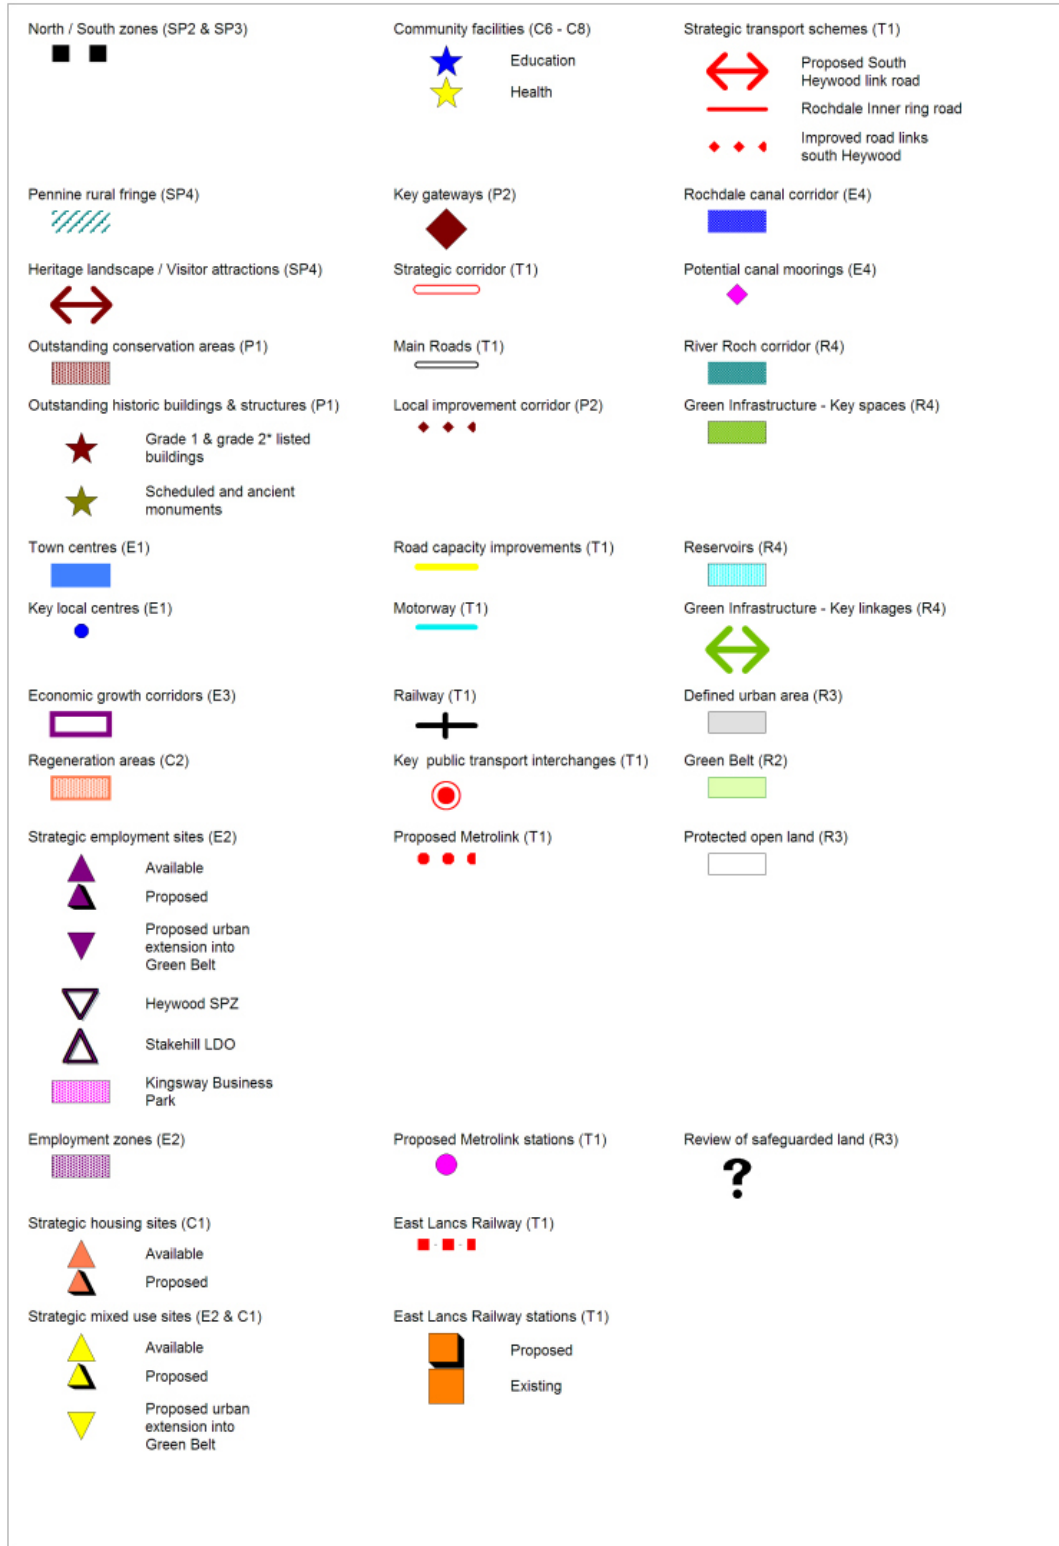 North / South zones (SP2 & SP3)
Community facilities (C6 - C8)
Education
Health
Strategic transport schemes (T1)
Proposed South
Heywood link road
Rochdale Inner ring road
Improved road links
south Heywood
Pennine rural fringe (SP4)
Key gateways (P2)
Rochdale canal corridor (E4)
Heritage landscape / Visitor attractions (SP4)
Strategic corridor (T1)
Potential canal moorings (E4)
Outstanding conservation areas (P1)
Main Roads (T1)
River Roch corridor (R4)
Outstanding historic buildings & structures (P1)
Grade 1 & grade 2* listed
buildings
Scheduled and ancient
monuments
Local improvement corridor (P2)
Green Infrastructure - Key spaces (R4)
Town centres (E1)
Road capacity improvements (T1)
Reservoirs (R4)
Key local centres (E1)
Motorway (T1)
Green Infrastructure - Key linkages (R4)
Economic growth corridors (E3)
Railway (T1)
Defined urban area (R3)
Regeneration areas (C2)
Key public transport interchanges (T1)
Green Belt (R2)
Strategic employment sites (E2)
Available
Proposed
Proposed urban
extension into
Green Belt
Heywood SPZ
Stakehill LDO
Kingsway Business
Park
Proposed Metrolink (T1)
Protected open land (R3)
Employment zones (E2)
Proposed Metrolink stations (T1)
Review of safeguarded land (R3)
?
Strategic housing sites (C1)
Available
Proposed
East Lancs Railway (T1)
Strategic mixed use sites (E2 & C1)
Available
Proposed
Proposed urban
extension into
Green Belt
East Lancs Railway stations (T1)
Proposed
Existing